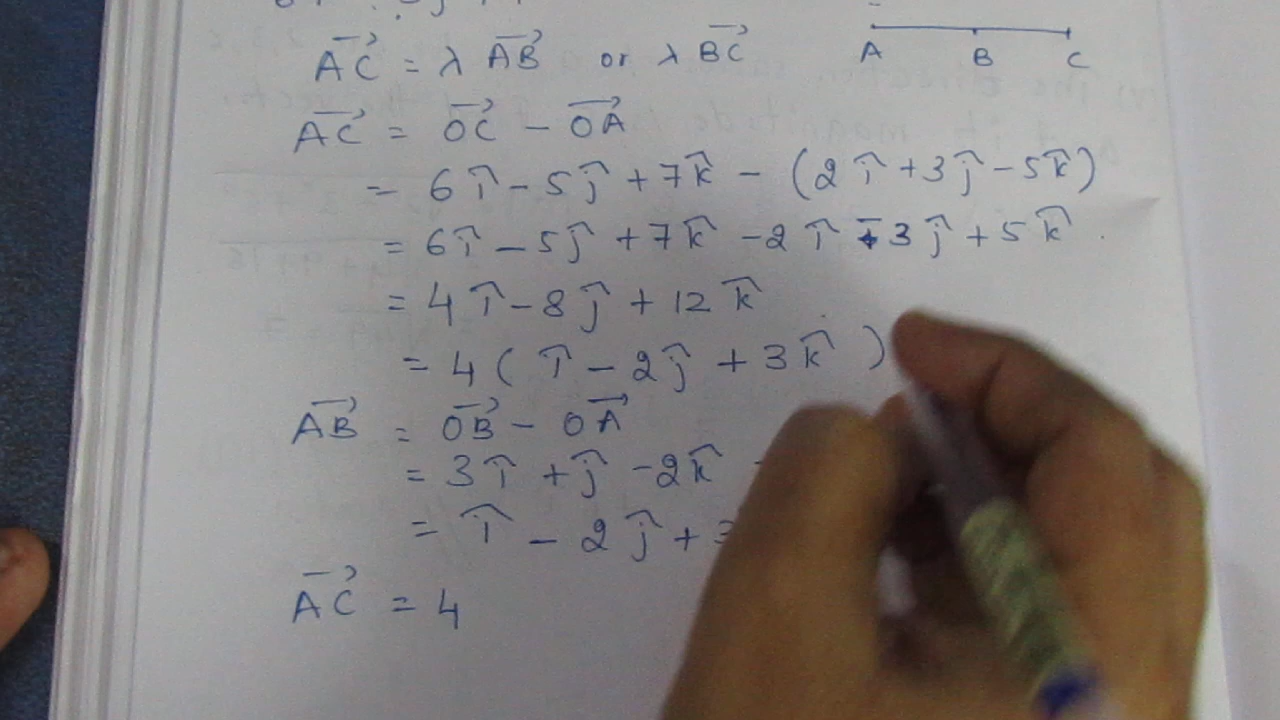 A B C
→AC = λ →AB or λ →BC
→AC = →OC - →OA
= 6î - 5ĵ + 7k̂ - (2î + 3ĵ - 5k̂)
= 6î - 5ĵ + 7k̂ - 2î - 3ĵ + 5k̂
= 4î - 8ĵ + 12k̂
= 4(î - 2ĵ + 3k̂)
→AB = →OB - →OA
= 3î + ĵ - 2k̂ -
= î - 2ĵ + 3
→AC = 4